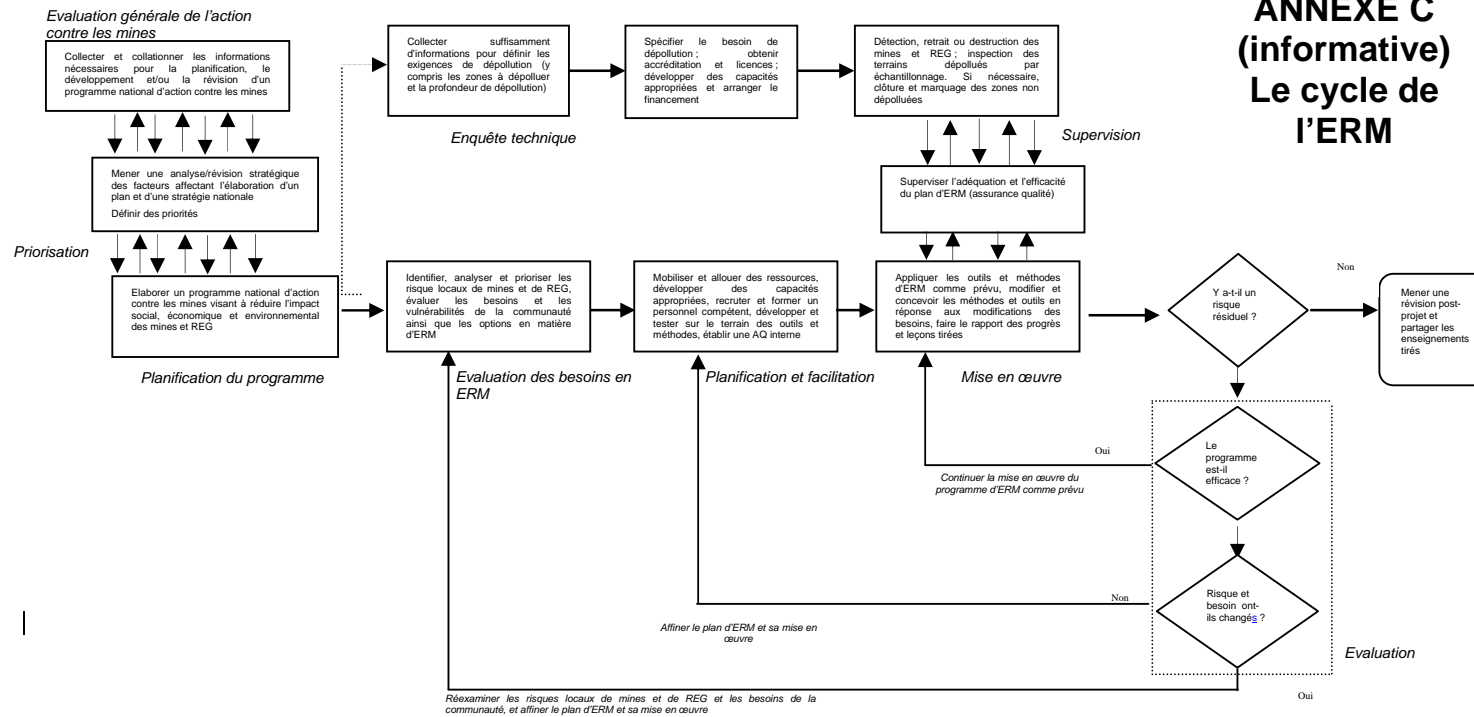 ANNEXE C
(informative)
Le cycle de
l’ERM
Evaluation générale de l’action
contre les mines
Collecter et collationner les informations
nécessaires pour la planification, le
développement et/ou la révision d’un
programme national d’action contre les mines
Mener une analyse/révision stratégique
des facteurs affectant l’élaboration d’un
plan et d’une stratégie nationale
Définir des priorités
Priorisation
Elaborer un programme national d’action
contre les mines visant à réduire l’impact
social, économique et environnemental
des mines et REG
Planification du programme
Collecter suffisamment
d’informations pour définir les
exigences de dépollution (y
compris les zones à dépolluer
et la profondeur de dépollution)
Enquête technique
Spécifier le besoin de
dépollution ; obtenir
accréditation et licences ;
développer des capacités
appropriées et arranger le
financement
Détection, retrait ou destruction des
mines et REG ; inspection des
terrains dépollués par
échantillonnage. Si nécessaire,
clôture et marquage des zones non
dépolluées
Supervision
Superviser l’adéquation et l’efficacité
du plan d’ERM (assurance qualité)
Identifier, analyser et prioriser les
risque locaux de mines et de REG,
évaluer les besoins et les
vulnérabilités de la communauté
ainsi que les options en matière
d’ERM
Evaluation des besoins en
ERM
Mobiliser et allouer des ressources,
développer des capacités
appropriées, recruter et former un
personnel compétent, développer et
tester sur le terrain des outils et
méthodes, établir une AQ interne
Planification et facilitation
Appliquer les outils et méthodes
d’ERM comme prévu, modifier et
concevoir les méthodes et outils en
réponse aux modifications des
besoins, faire le rapport des progrès
et leçons tirées
Mise en œuvre
Y a-t-il un
risque
résiduel ?
Non
Mener une
révision post-
projet et
partager les
enseignements
tirés
Le
programme
est-il
efficace ?
Oui
Continuer la mise en œuvre du
programme d’ERM comme prévu
Risque et
besoin ont-
ils changés ?
Non
Affiner le plan d’ERM et sa mise en
œuvre
Evaluation
Oui
Réexaminer les risques locaux de mines et de REG et les besoins de la
communauté, et affiner le plan d’ERM et sa mise en œuvre